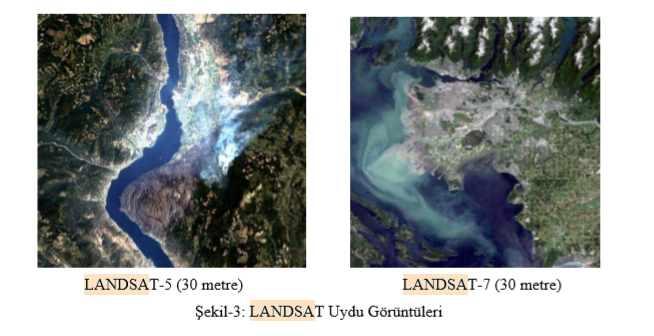 LANDSAT-5 (30 metre)
LANDSAT-7 (30 metre)
Şekil-3: LANDSAT Uydu Görüntüleri